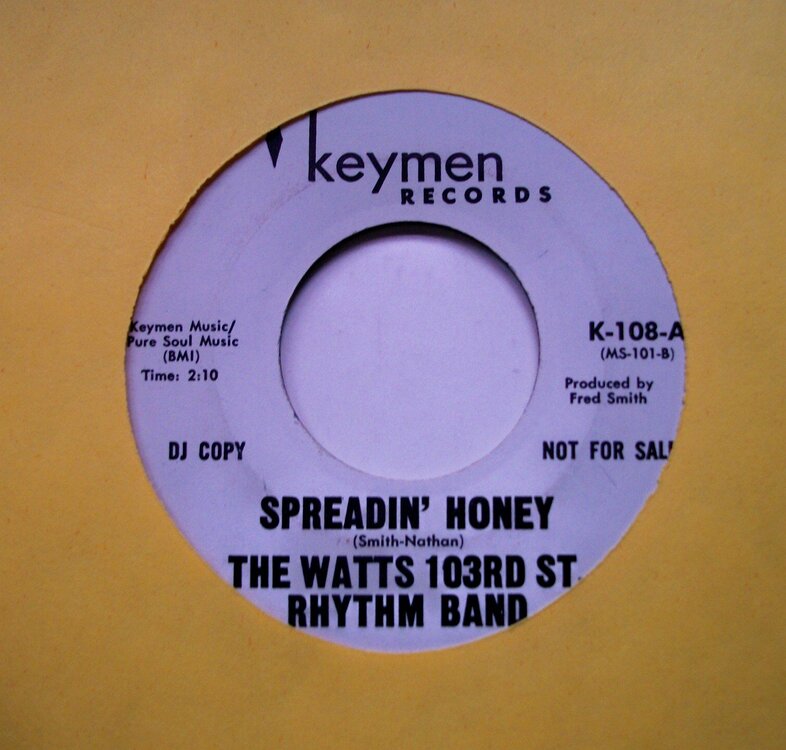 keymen
RECORDS
Keymen Music/
Pure Soul Music
(BMI)
Time: 2:10
K-108-A
(MS-101-B)
Produced by
Fred Smith
DJ COPY
NOT FOR SAL
SPREADIN' HONEY
(Smith-Nathan)
THE WATTS 103RD ST.
RHYTHM BAND